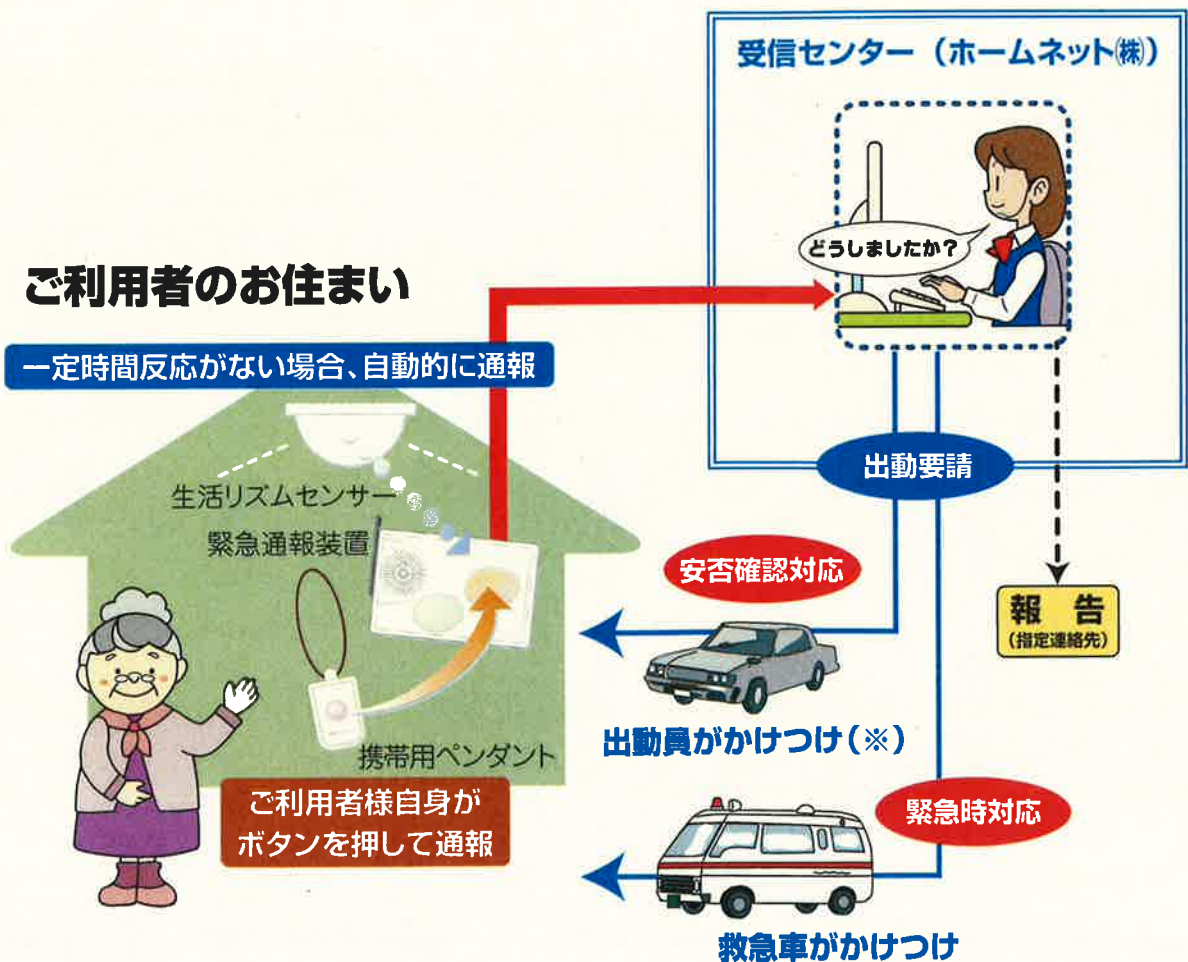 受信センター（ホームネット㈱）
どうしましたか？
ご利用者のお住まい
一定時間反応がない場合、自動的に通報
生活リズムセンサー
緊急通報装置
携帯用ペンダント
ご利用者様自身が
ボタンを押して通報
出動要請
安否確認対応
出動員がかけつけ（※）
報　告
（指定連絡先）
緊急時対応
救急車がかけつけ